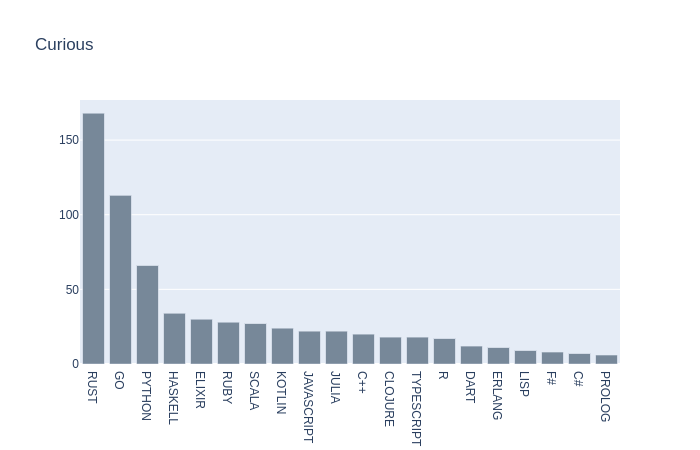 Curious
150
100
50
0
RUST
GO
PYTHON
HASKELL
ELIXIR
RUBY
SCALA
KOTLIN
JAVASCRIPT
JULIA
C++
CLOJURE
TYPESCRIPT
R
DART
ERLANG
LISP
F#
C#
PROLOG